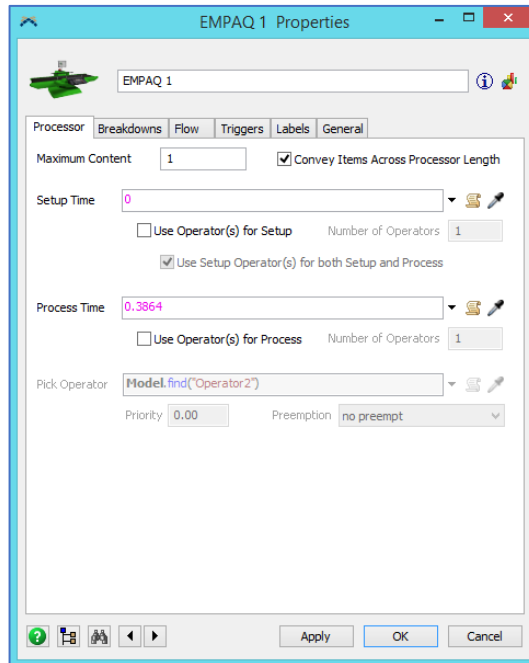 EMPAQ 1 Properties
EMPAQ 1
Processor Breakdowns Flow Triggers Labels General
Maximum Content 1 Convey Items Across Processor Length
Setup Time 0
Use Operator(s) for Setup Number of Operators 1
Use Setup Operator(s) for both Setup and Process
Process Time 0.3864
Use Operator(s) for Process Number of Operators 1
Pick Operator Model.find("Operator2")
Priority 0.00 Preemption no preempt
Apply OK Cancel